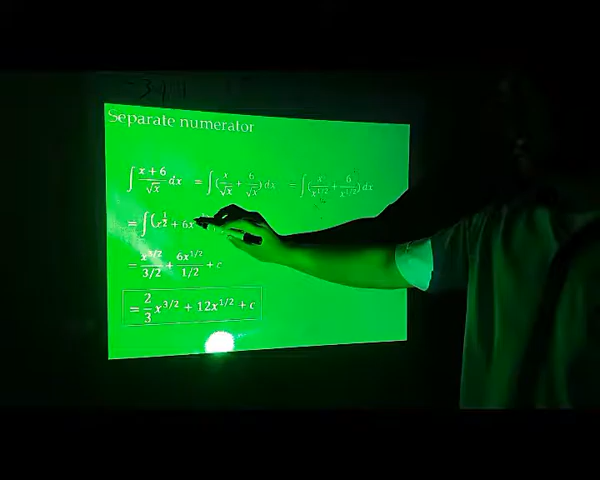 Separate numerator
∫ (x + 6)/√x dx = ∫(x/√x + 6/√x) dx = ∫(x/x^{1/2} + 6/x^{1/2}) dx
= ∫(x^{1/2} + 6x
= x^{3/2}/(3/2) + 6x^{1/2}/(1/2) + c
= 2/3 x^{3/2} + 12x^{1/2} + c